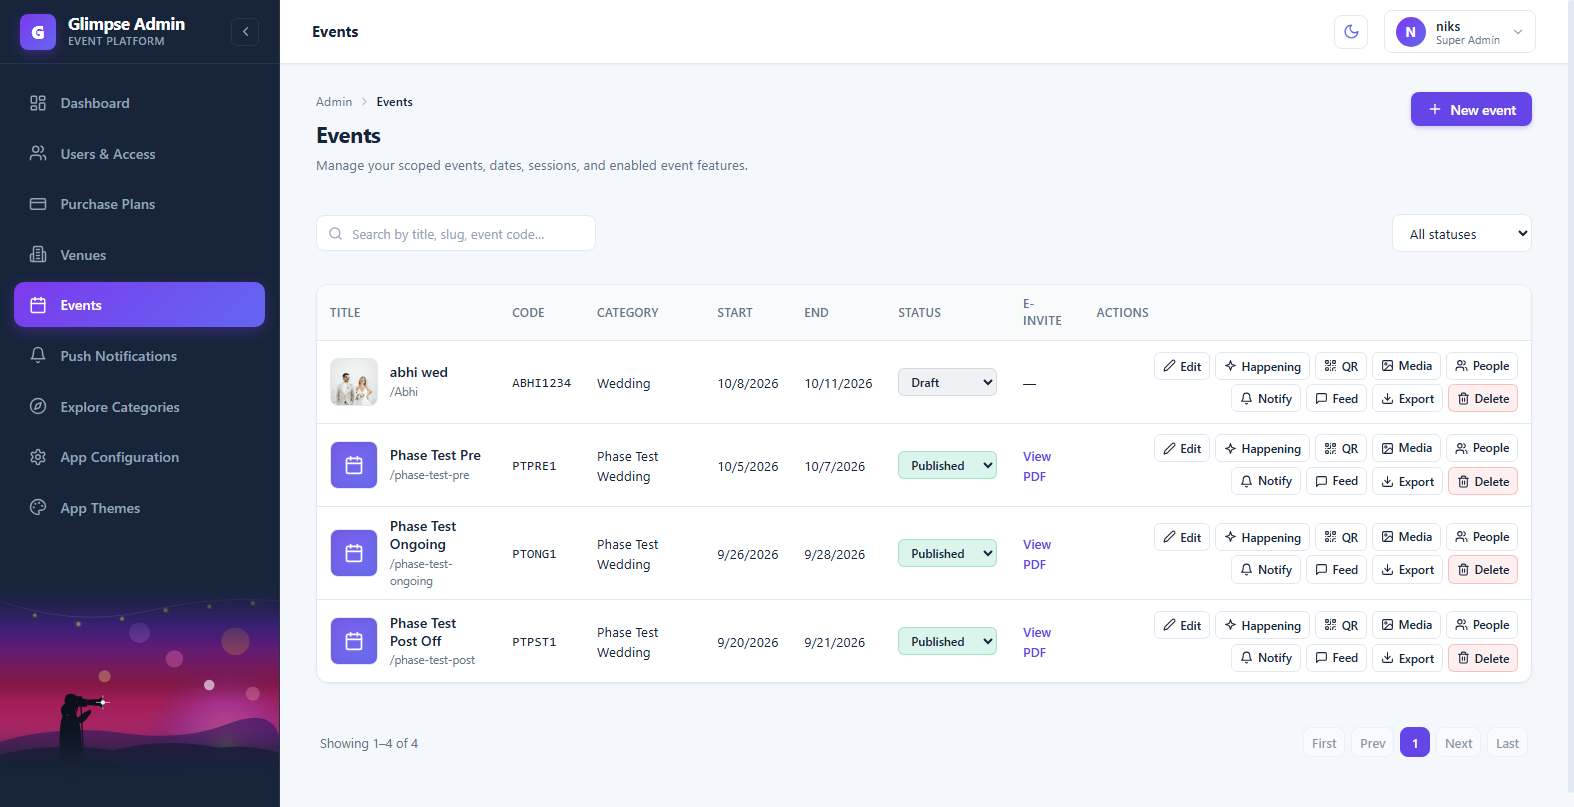 G
Glimpse Admin
EVENT PLATFORM
Dashboard
Users & Access
Purchase Plans
Venues
Events
Push Notifications
Explore Categories
App Configuration
App Themes
Events
N
niks
Super Admin
Admin > Events
New event
Events
Manage your scoped events, dates, sessions, and enabled event features.
Search by title, slug, event code...
All statuses
TITLE CODE CATEGORY START END STATUS E-
INVITE ACTIONS
abhi wed
/Abhi
ABHI1234
Wedding
10/8/2026
10/11/2026
Draft
—
Edit Happening QR Media People
Notify Feed Export Delete
Phase Test Pre
/phase-test-pre
PTPRE1
Phase Test
Wedding
10/5/2026
10/7/2026
Published
View
PDF
Edit Happening QR Media People
Notify Feed Export Delete
Phase Test
Ongoing
/phase-test-
ongoing
PTONG1
Phase Test
Wedding
9/26/2026
9/28/2026
Published
View
PDF
Edit Happening QR Media People
Notify Feed Export Delete
Phase Test
Post Off
/phase-test-post
PTPST1
Phase Test
Wedding
9/20/2026
9/21/2026
Published
View
PDF
Edit Happening QR Media People
Notify Feed Export Delete
Showing 1–4 of 4
First Prev 1 Next Last